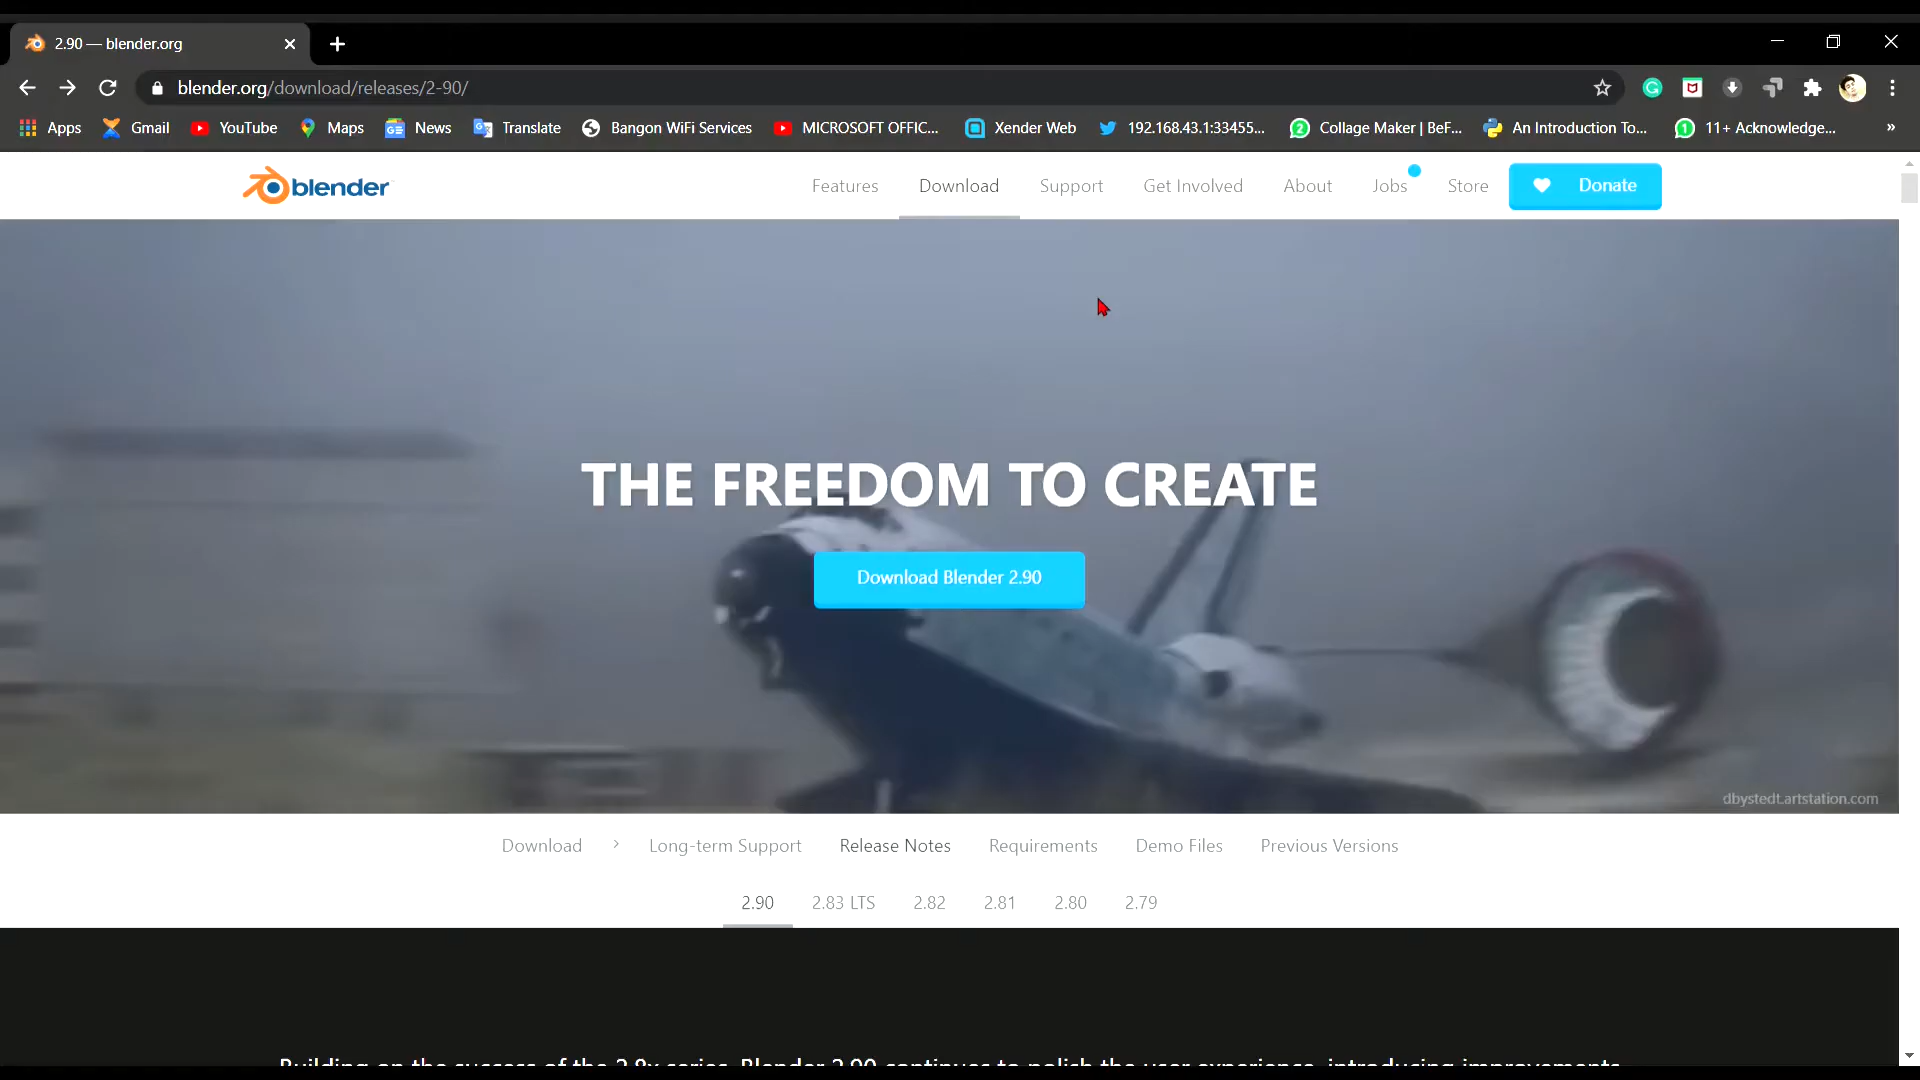 2.90 — blender.org
blender.org/download/releases/2-90/
Apps Gmail YouTube Maps News Translate Bangon WiFi Services MICROSOFT OFFIC... Xender Web 192.168.43.1:33455... Collage Maker | BeF... An Introduction To... 11+ Acknowledge... »
blender Features Download Support Get Involved About Jobs Store Donate
THE FREEDOM TO CREATE
Download Blender 2.90
dbystedt.artstation.com
Download > Long-term Support Release Notes Requirements Demo Files Previous Versions
2.90 2.83 LTS 2.82 2.81 2.80 2.79
Building on the success of the 2.8x series, Blender 2.90 continues to polish the user experience, introducing improvements